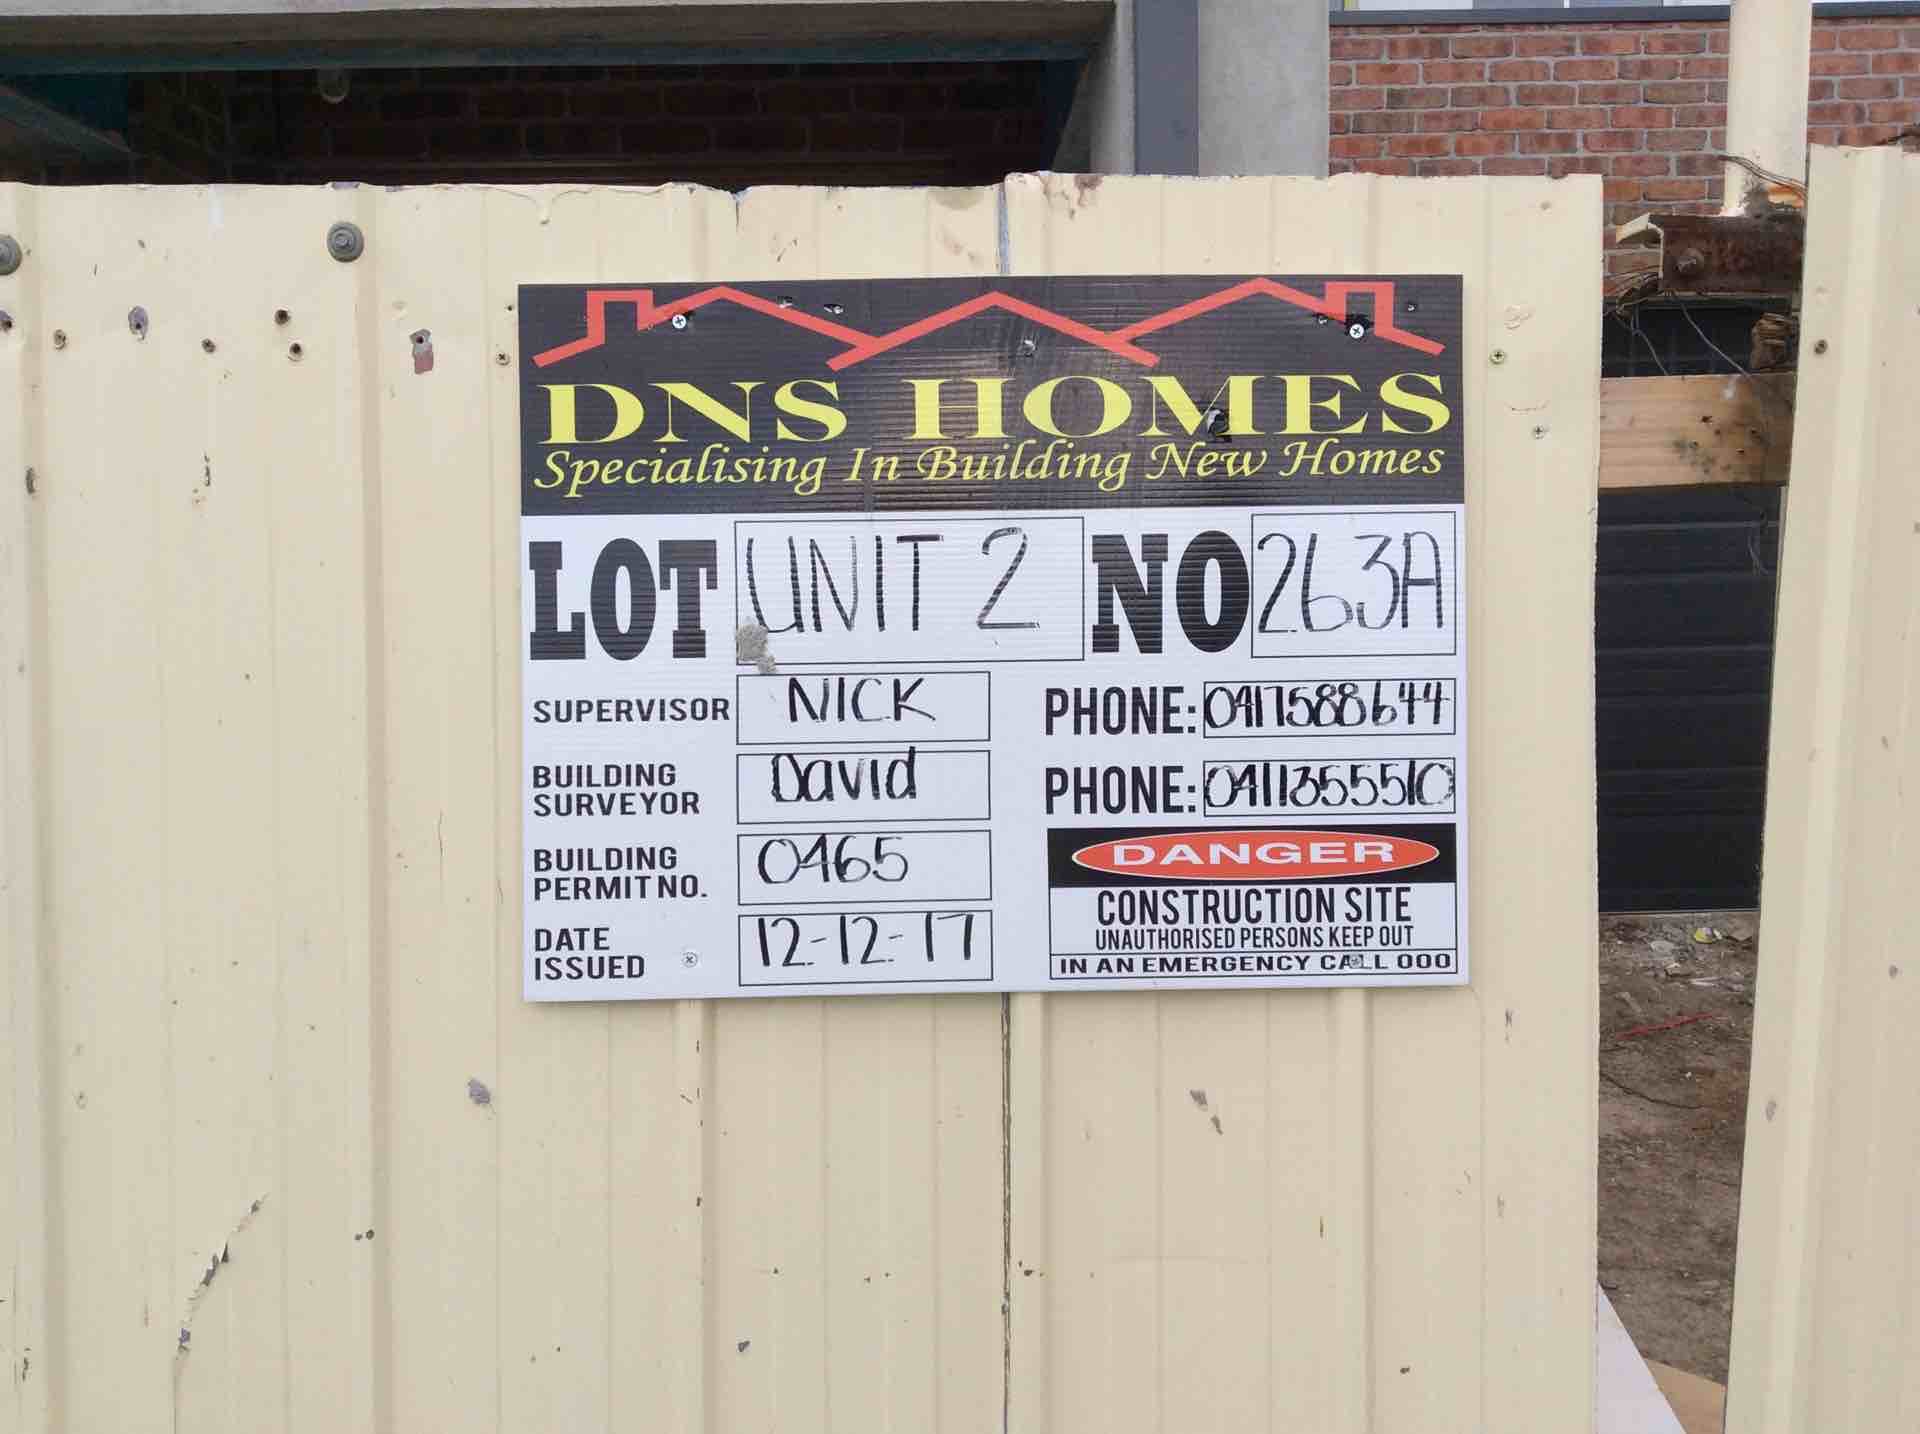 DNS HOMES
Specialising In Building New Homes
LOT UNIT 2 NO 263A
SUPERVISOR NICK PHONE: 0417588644
BUILDING SURVEYOR David PHONE: 0411355510
BUILDING PERMIT NO. 0465
DATE ISSUED 12-12-17
DANGER
CONSTRUCTION SITE
UNAUTHORISED PERSONS KEEP OUT
IN AN EMERGENCY CALL 000